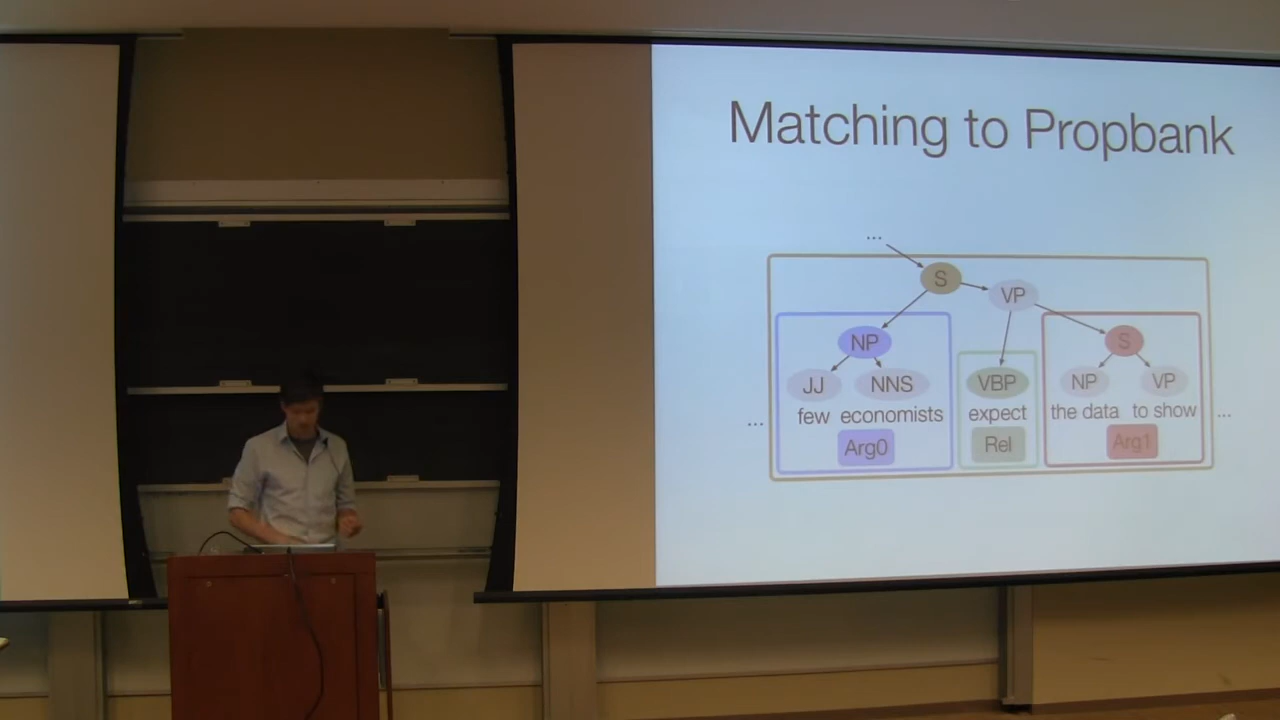 Matching to Propbank
...
S
VP
NP
S
JJ NNS VBP NP VP
few economists expect the data to show
... ...
Arg0 Rel Arg1